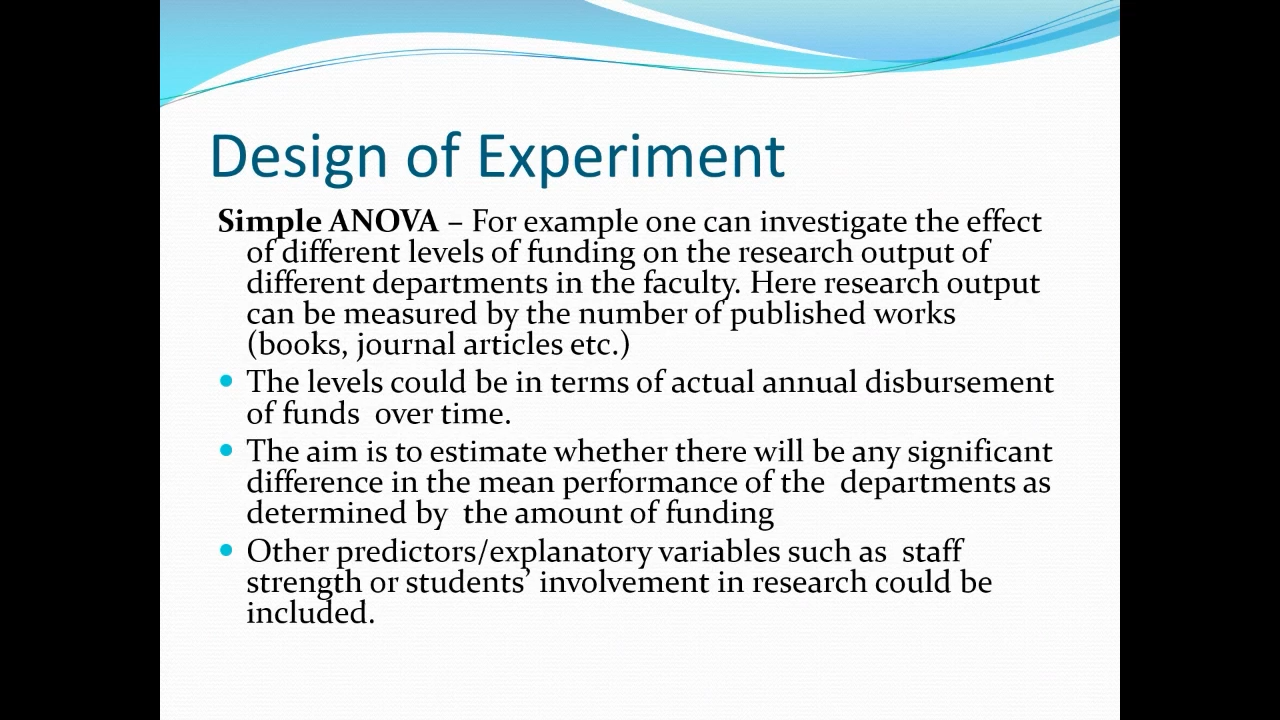 Design of Experiment
Simple ANOVA – For example one can investigate the effect
of different levels of funding on the research output of
different departments in the faculty. Here research output
can be measured by the number of published works
(books, journal articles etc.)
• The levels could be in terms of actual annual disbursement
of funds  over time.
• The aim is to estimate whether there will be any significant
difference in the mean performance of the  departments as
determined by  the amount of funding
• Other predictors/explanatory variables such as  staff
strength or students’ involvement in research could be
included.